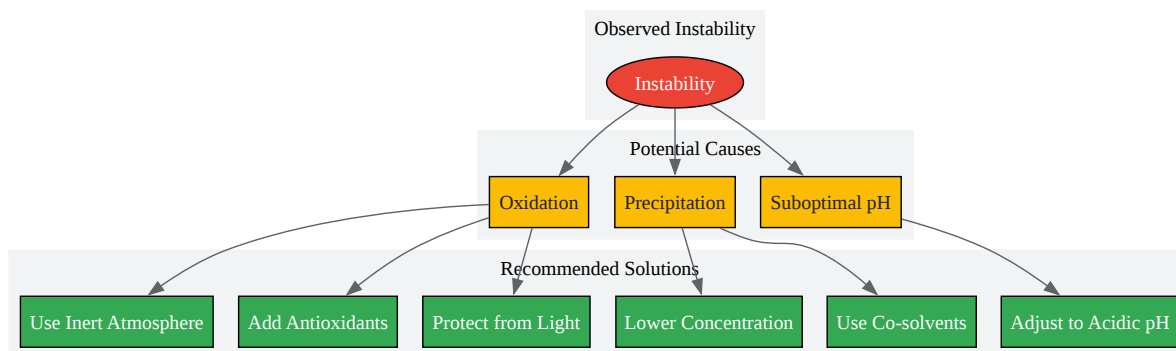 Observed Instability
Instability
Potential Causes
Oxidation
Precipitation
Suboptimal pH
Recommended Solutions
Use Inert Atmosphere
Add Antioxidants
Protect from Light
Lower Concentration
Use Co-solvents
Adjust to Acidic pH